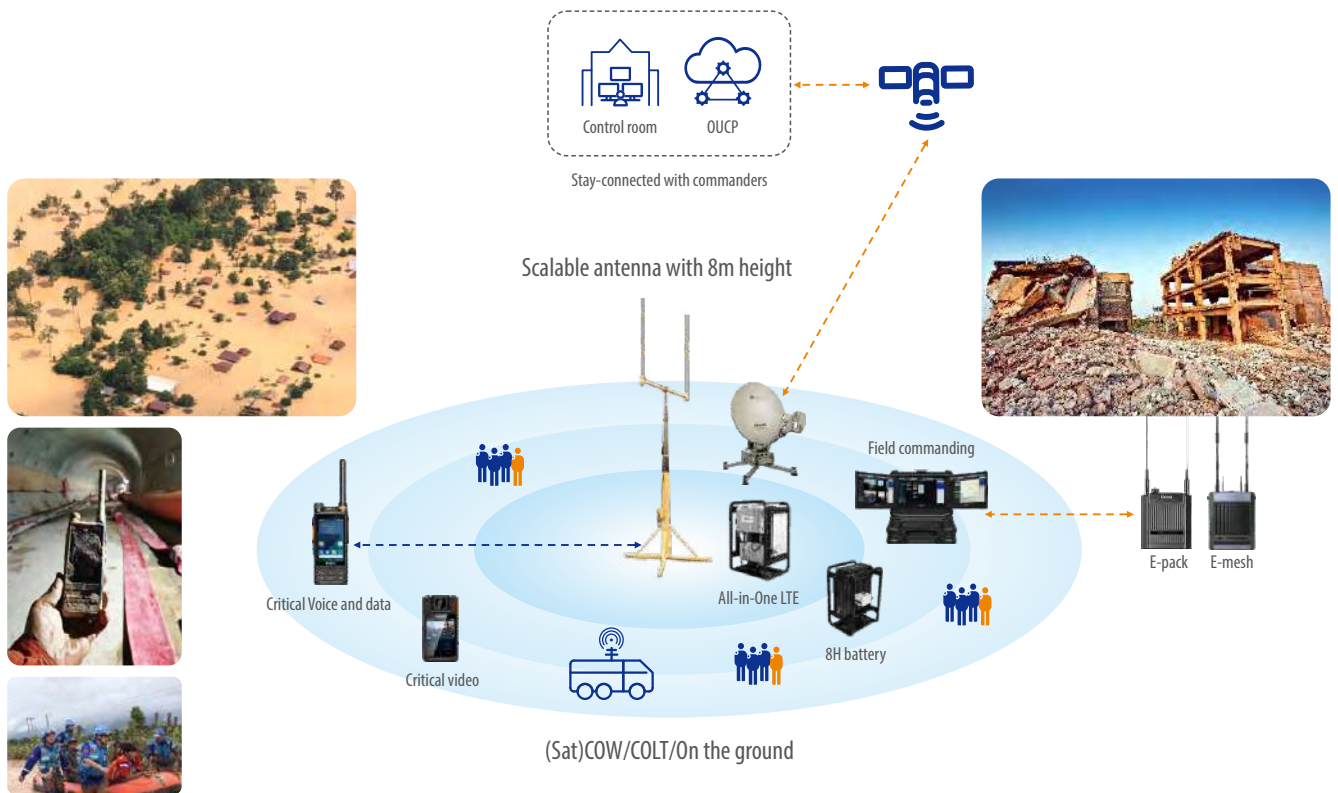 Control room
OUCP
Stay-connected with commanders
Scalable antenna with 8m height
Field commanding
E-pack
E-mesh
All-in-One LTE
Critical Voice and data
8H battery
Critical video
(Sat)COW/COLT/On the ground